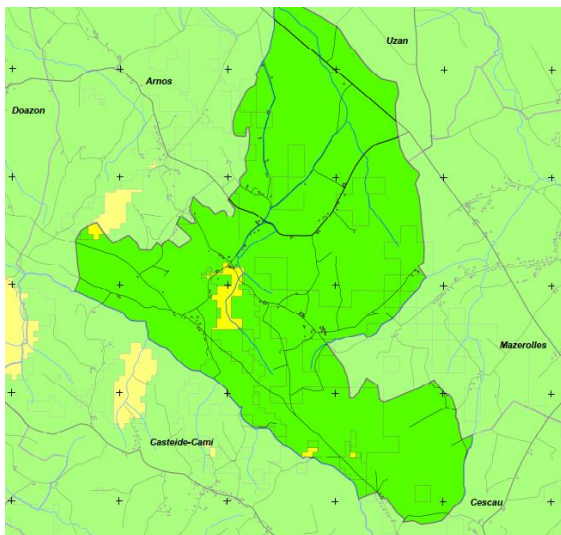 Uzan
Arnos
Doazon
Mazerolles
Casteide-Cami
Cescau